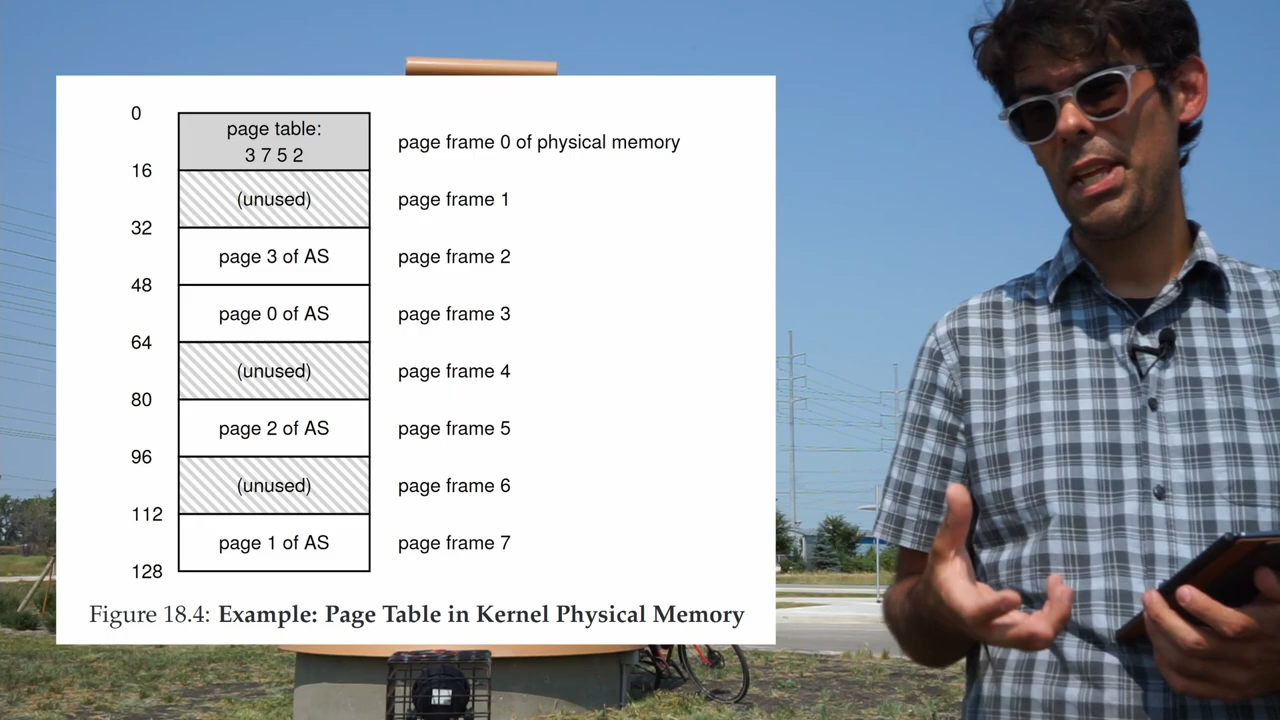 0
page table:
3 7 5 2
page frame 0 of physical memory
16
(unused)
page frame 1
32
page 3 of AS
page frame 2
48
page 0 of AS
page frame 3
64
(unused)
page frame 4
80
page 2 of AS
page frame 5
96
(unused)
page frame 6
112
page 1 of AS
page frame 7
128
Figure 18.4: Example: Page Table in Kernel Physical Memory